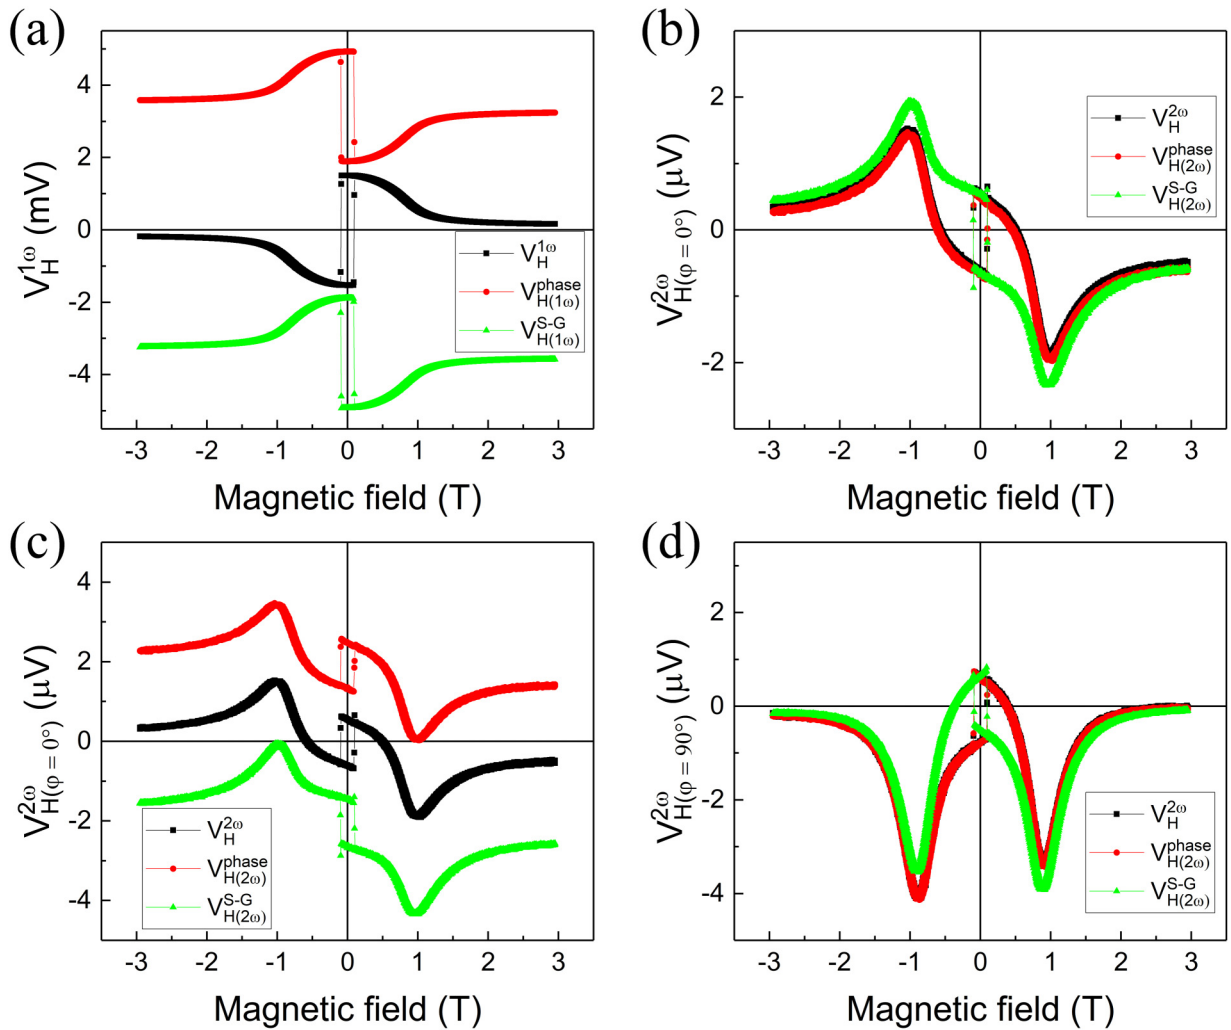 (a)
V_H^{1ω} (mV)
4
2
0
-2
-4
-3 -2 -1 0 1 2 3
Magnetic field (T)
V_H^{1ω}
V_{H(1ω)}^{phase}
V_{H(1ω)}^{S-G}
(b)
V_{H(φ = 0°)}^{2ω} (μV)
2
0
-2
-3 -2 -1 0 1 2 3
Magnetic field (T)
V_H^{2ω}
V_{H(2ω)}^{phase}
V_{H(2ω)}^{S-G}
(c)
V_{H(φ = 0°)}^{2ω} (μV)
4
2
0
-2
-4
-3 -2 -1 0 1 2 3
Magnetic field (T)
V_H^{2ω}
V_{H(2ω)}^{phase}
V_{H(2ω)}^{S-G}
(d)
V_{H(φ = 90°)}^{2ω} (μV)
2
0
-2
-4
-3 -2 -1 0 1 2 3
Magnetic field (T)
V_H^{2ω}
V_{H(2ω)}^{phase}
V_{H(2ω)}^{S-G}